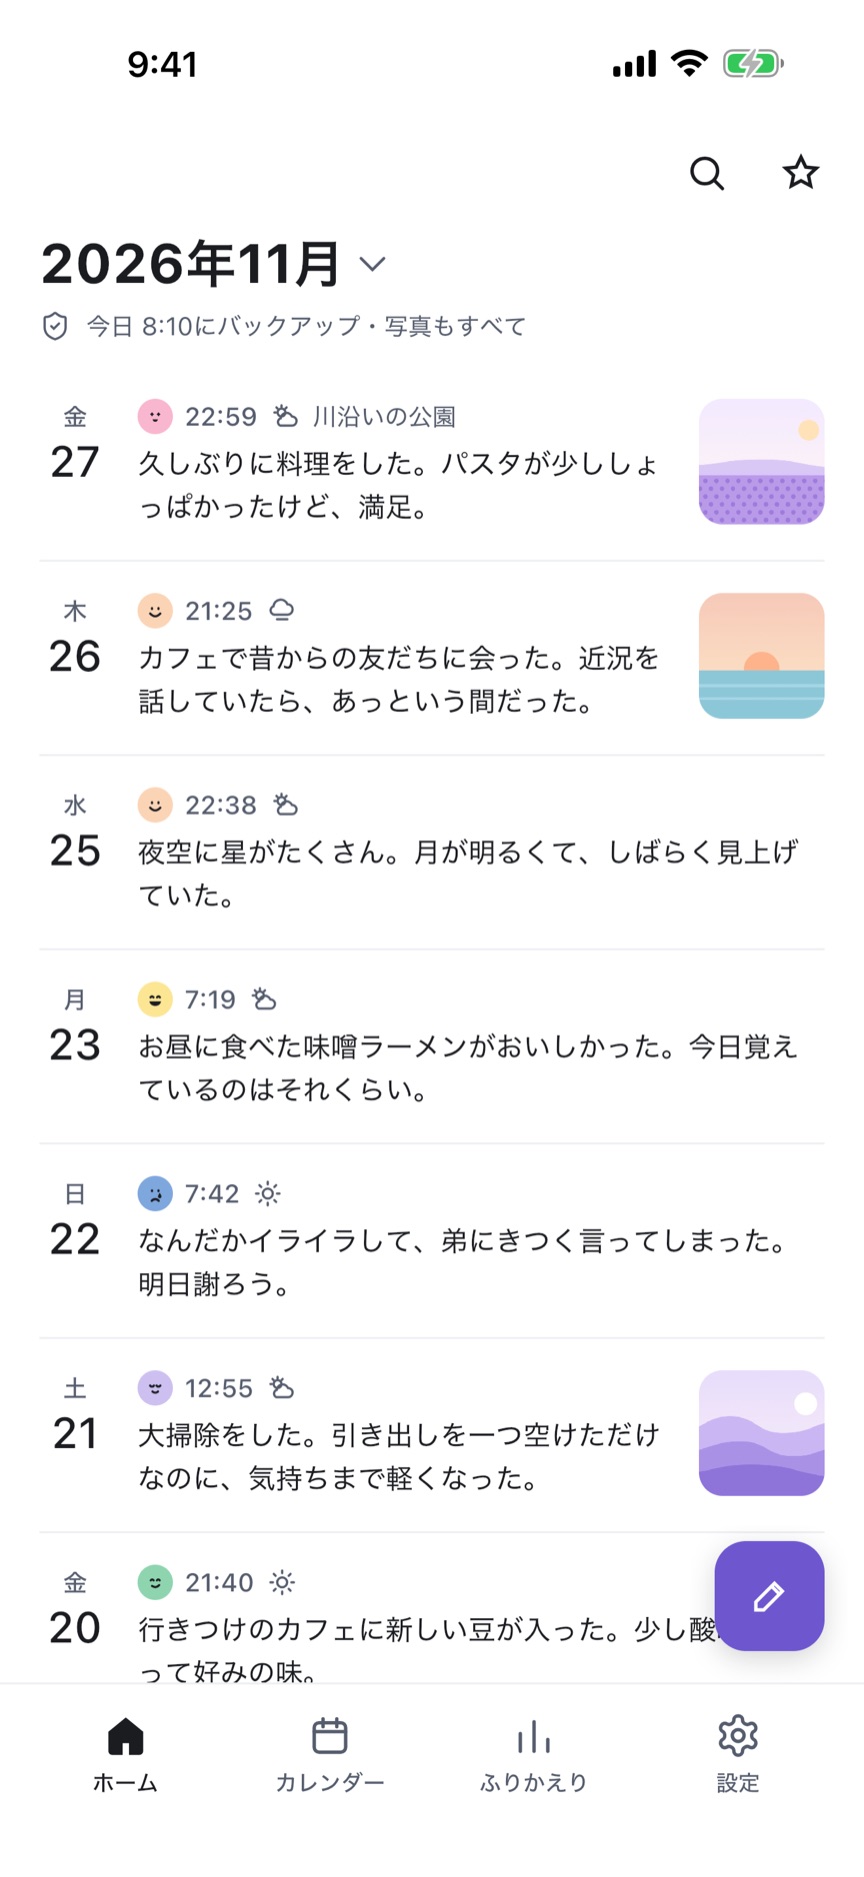 9:41
2026年11月
今日 8:10にバックアップ・写真もすべて
金
27
22:59 川沿いの公園
久しぶりに料理をした。パスタが少ししょ
っぱかったけど、満足。
木
26
21:25
カフェで昔からの友だちに会った。近況を
話していたら、あっという間だった。
水
25
22:38
夜空に星がたくさん。月が明るくて、しばらく見上げ
ていた。
月
23
7:19
お昼に食べた味噌ラーメンがおいしかった。今日覚え
ているのはそれくらい。
日
22
7:42
なんだかイライラして、弟にきつく言ってしまった。
明日謝ろう。
土
21
12:55
大掃除をした。引き出しを一つ空けただけ
なのに、気持ちまで軽くなった。
金
20
21:40
行きつけのカフェに新しい豆が入った。少し酸
って好みの味。
ホーム
カレンダー
ふりかえり
設定